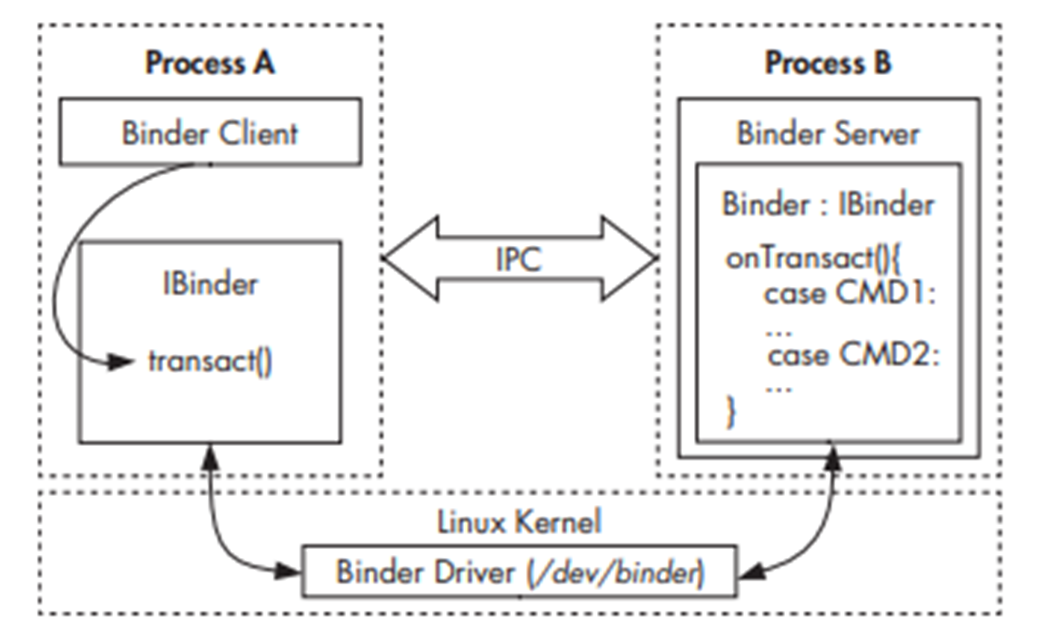 Process A
Binder Client
IBinder
transact()
IPC
Process B
Binder Server
Binder : IBinder
onTransact(){
case CMD1:
...
case CMD2:
...
}
Linux Kernel
Binder Driver (/dev/binder)